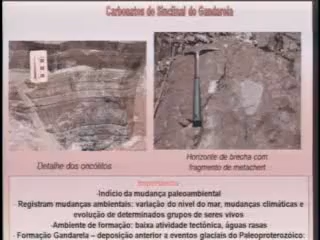 Carbonatos do Sinclinal do Gandarela
Detalhe dos oncólitos
Horizonte de brecha com
fragmento de metachert
Importância:
-Indício da mudança paleoambiental
- Registram mudanças ambientais: variação do nível do mar, mudanças climáticas e
evolução de determinados grupos de seres vivos
-Ambiente de formação: baixa atividade tectônica, águas rasas
- Formação Gandarela – deposição anterior a eventos glaciais do Paleoproterozóico: